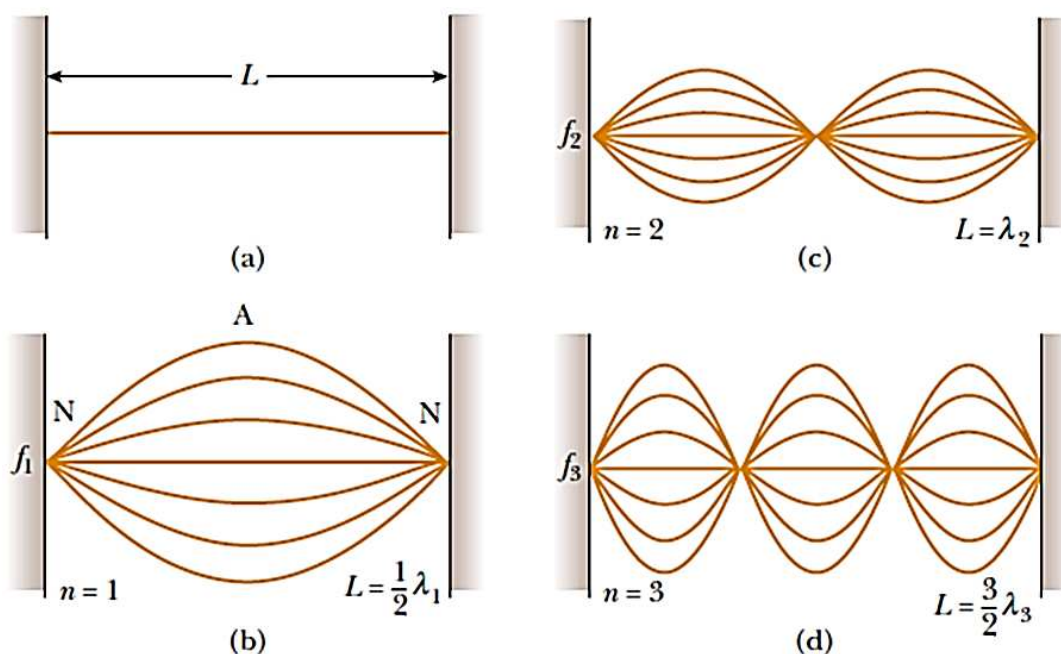 L
(a)
f₂
n = 2
L = λ₂
(c)
A
N
N
f₁
n = 1
L = 1/2 λ₁
(b)
f₃
n = 3
L = 3/2 λ₃
(d)